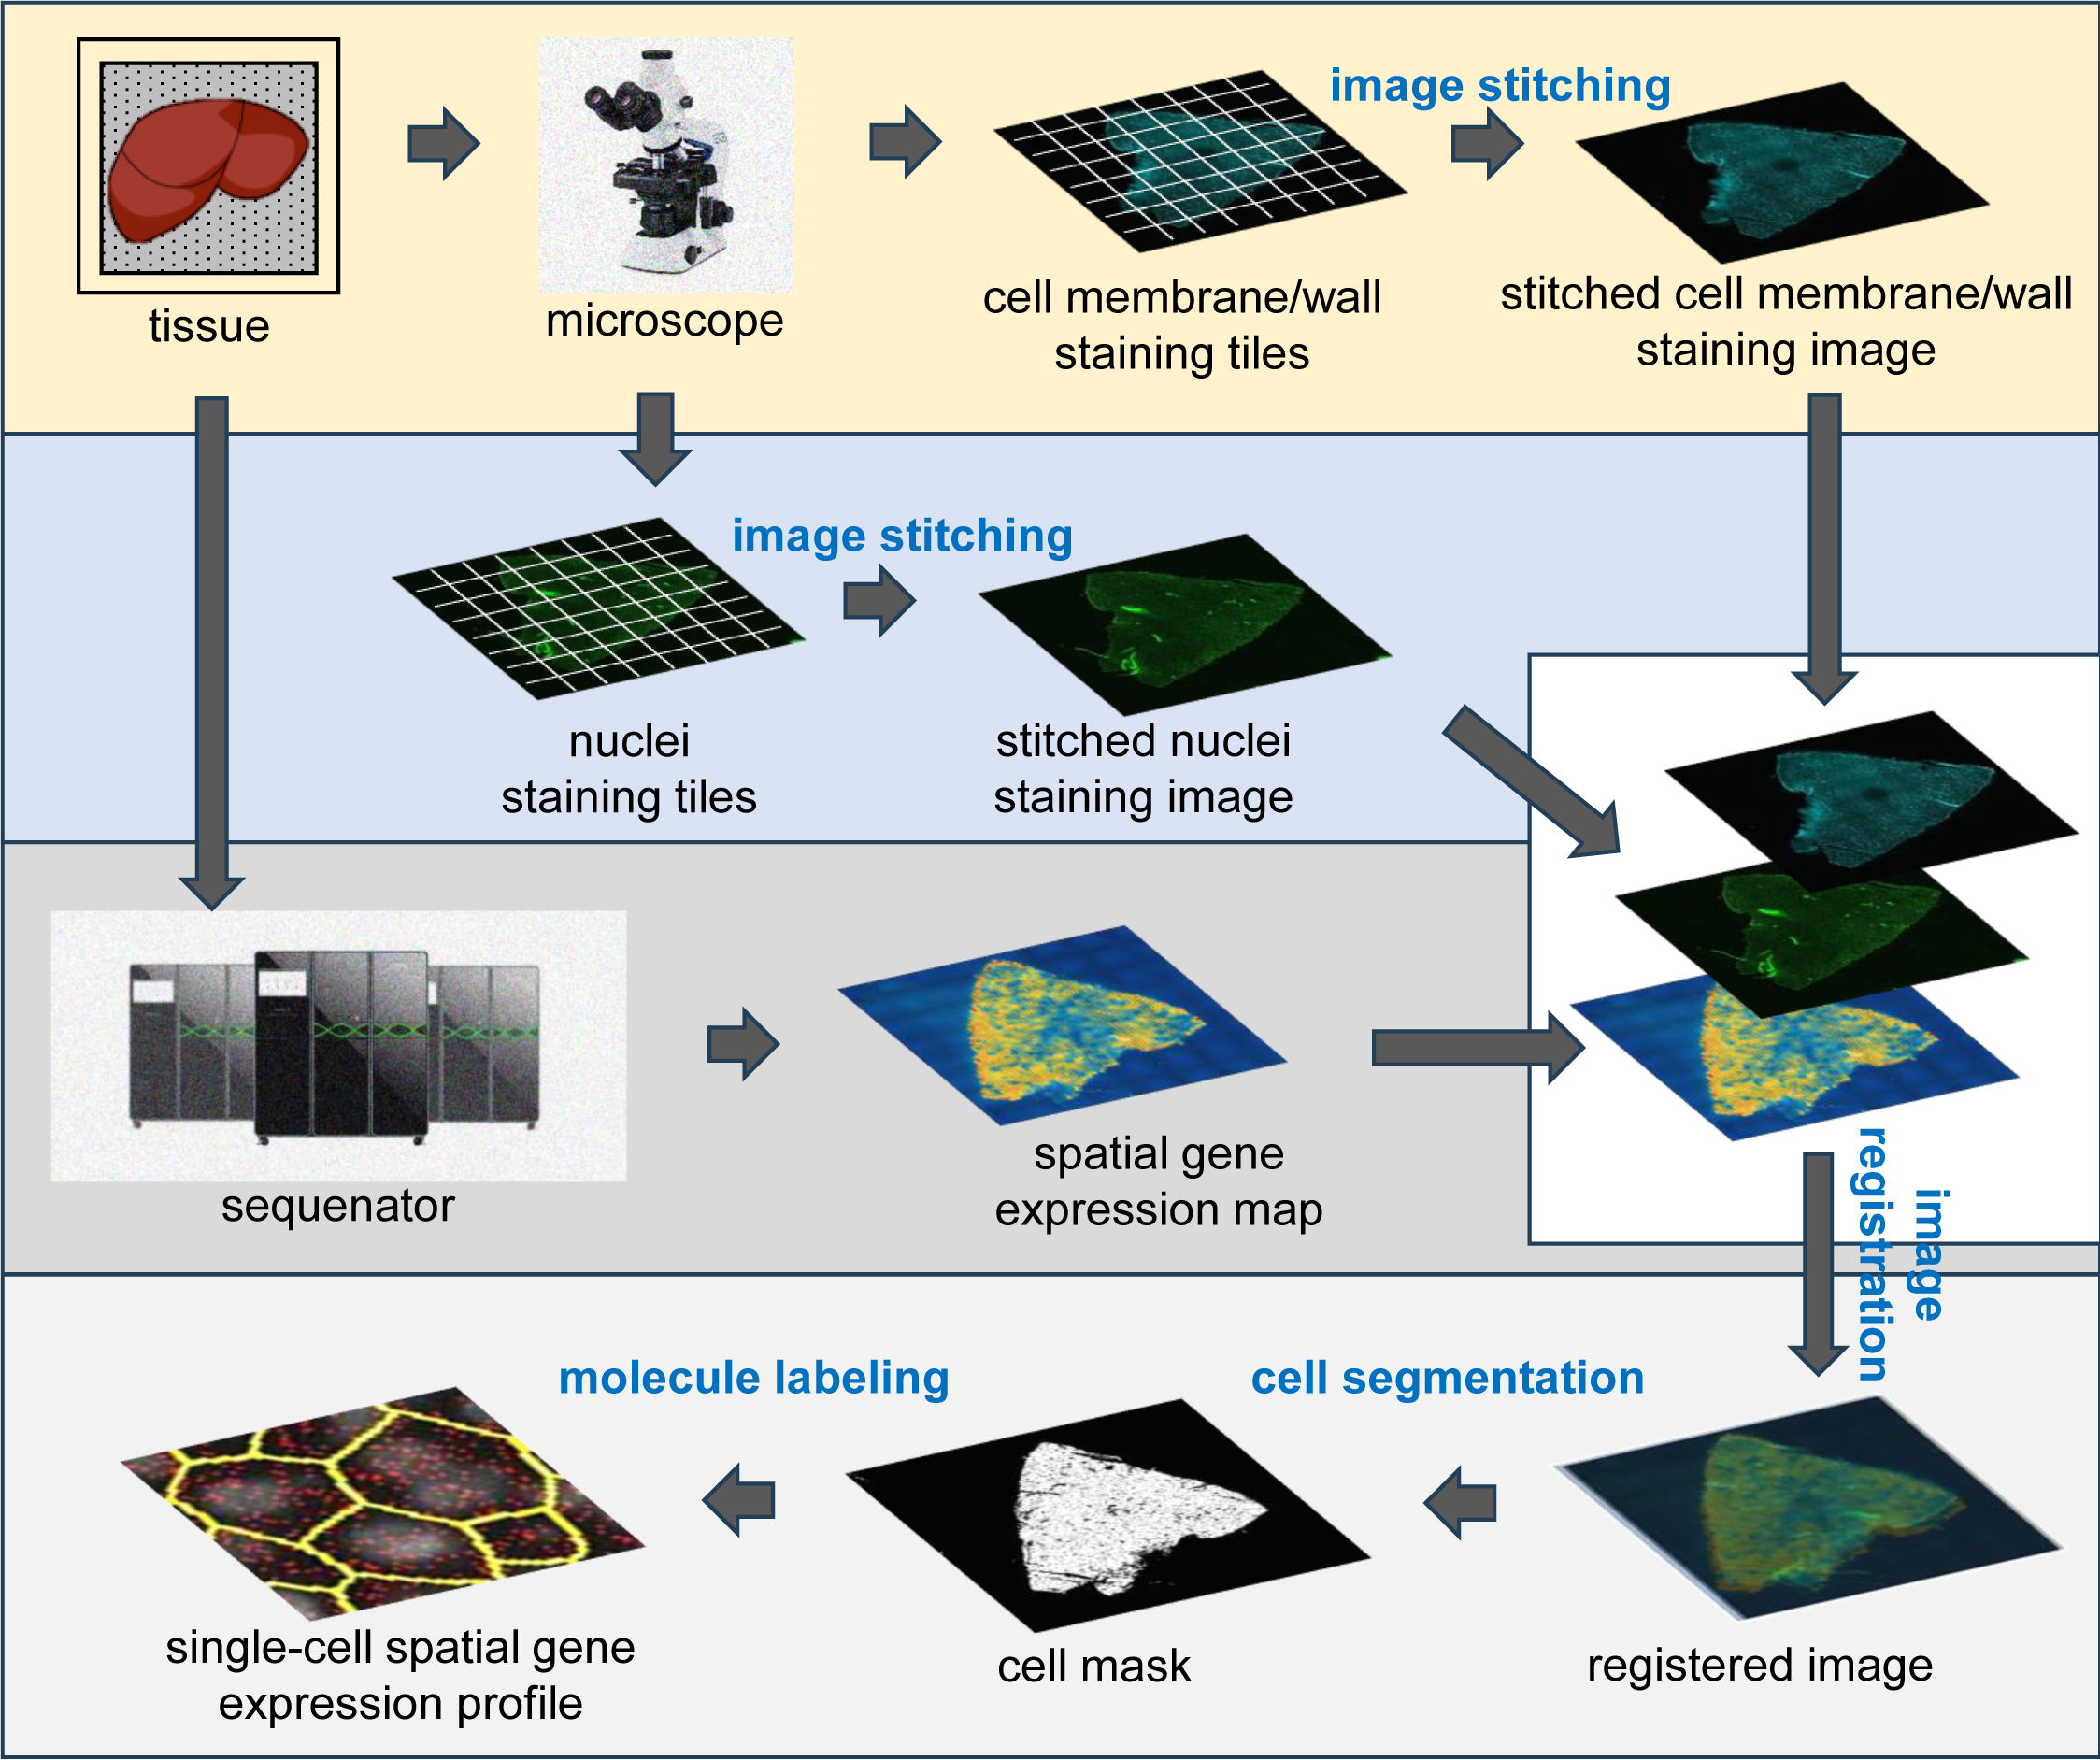 image stitching
tissue
microscope
cell membrane/wall
staining tiles
stitched cell membrane/wall
staining image
image stitching
nuclei
staining tiles
stitched nuclei
staining image
sequenator
spatial gene
expression map
image
registration
molecule labeling
cell segmentation
single-cell spatial gene
expression profile
cell mask
registered image